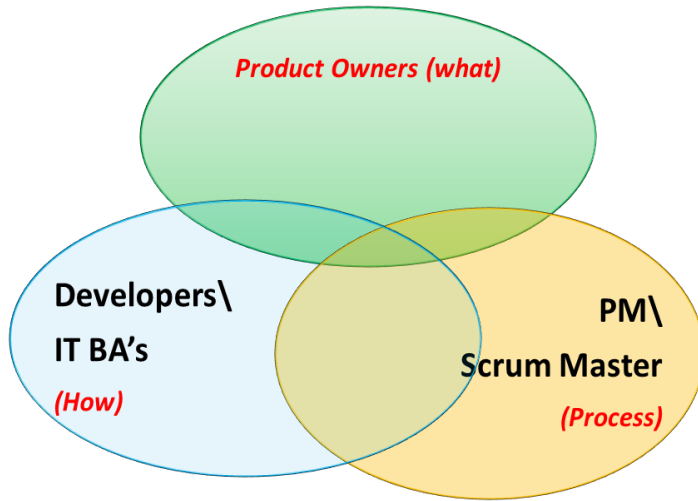 Product Owners (what)
Developers\
IT BA’s
(How)
PM\
Scrum Master
(Process)